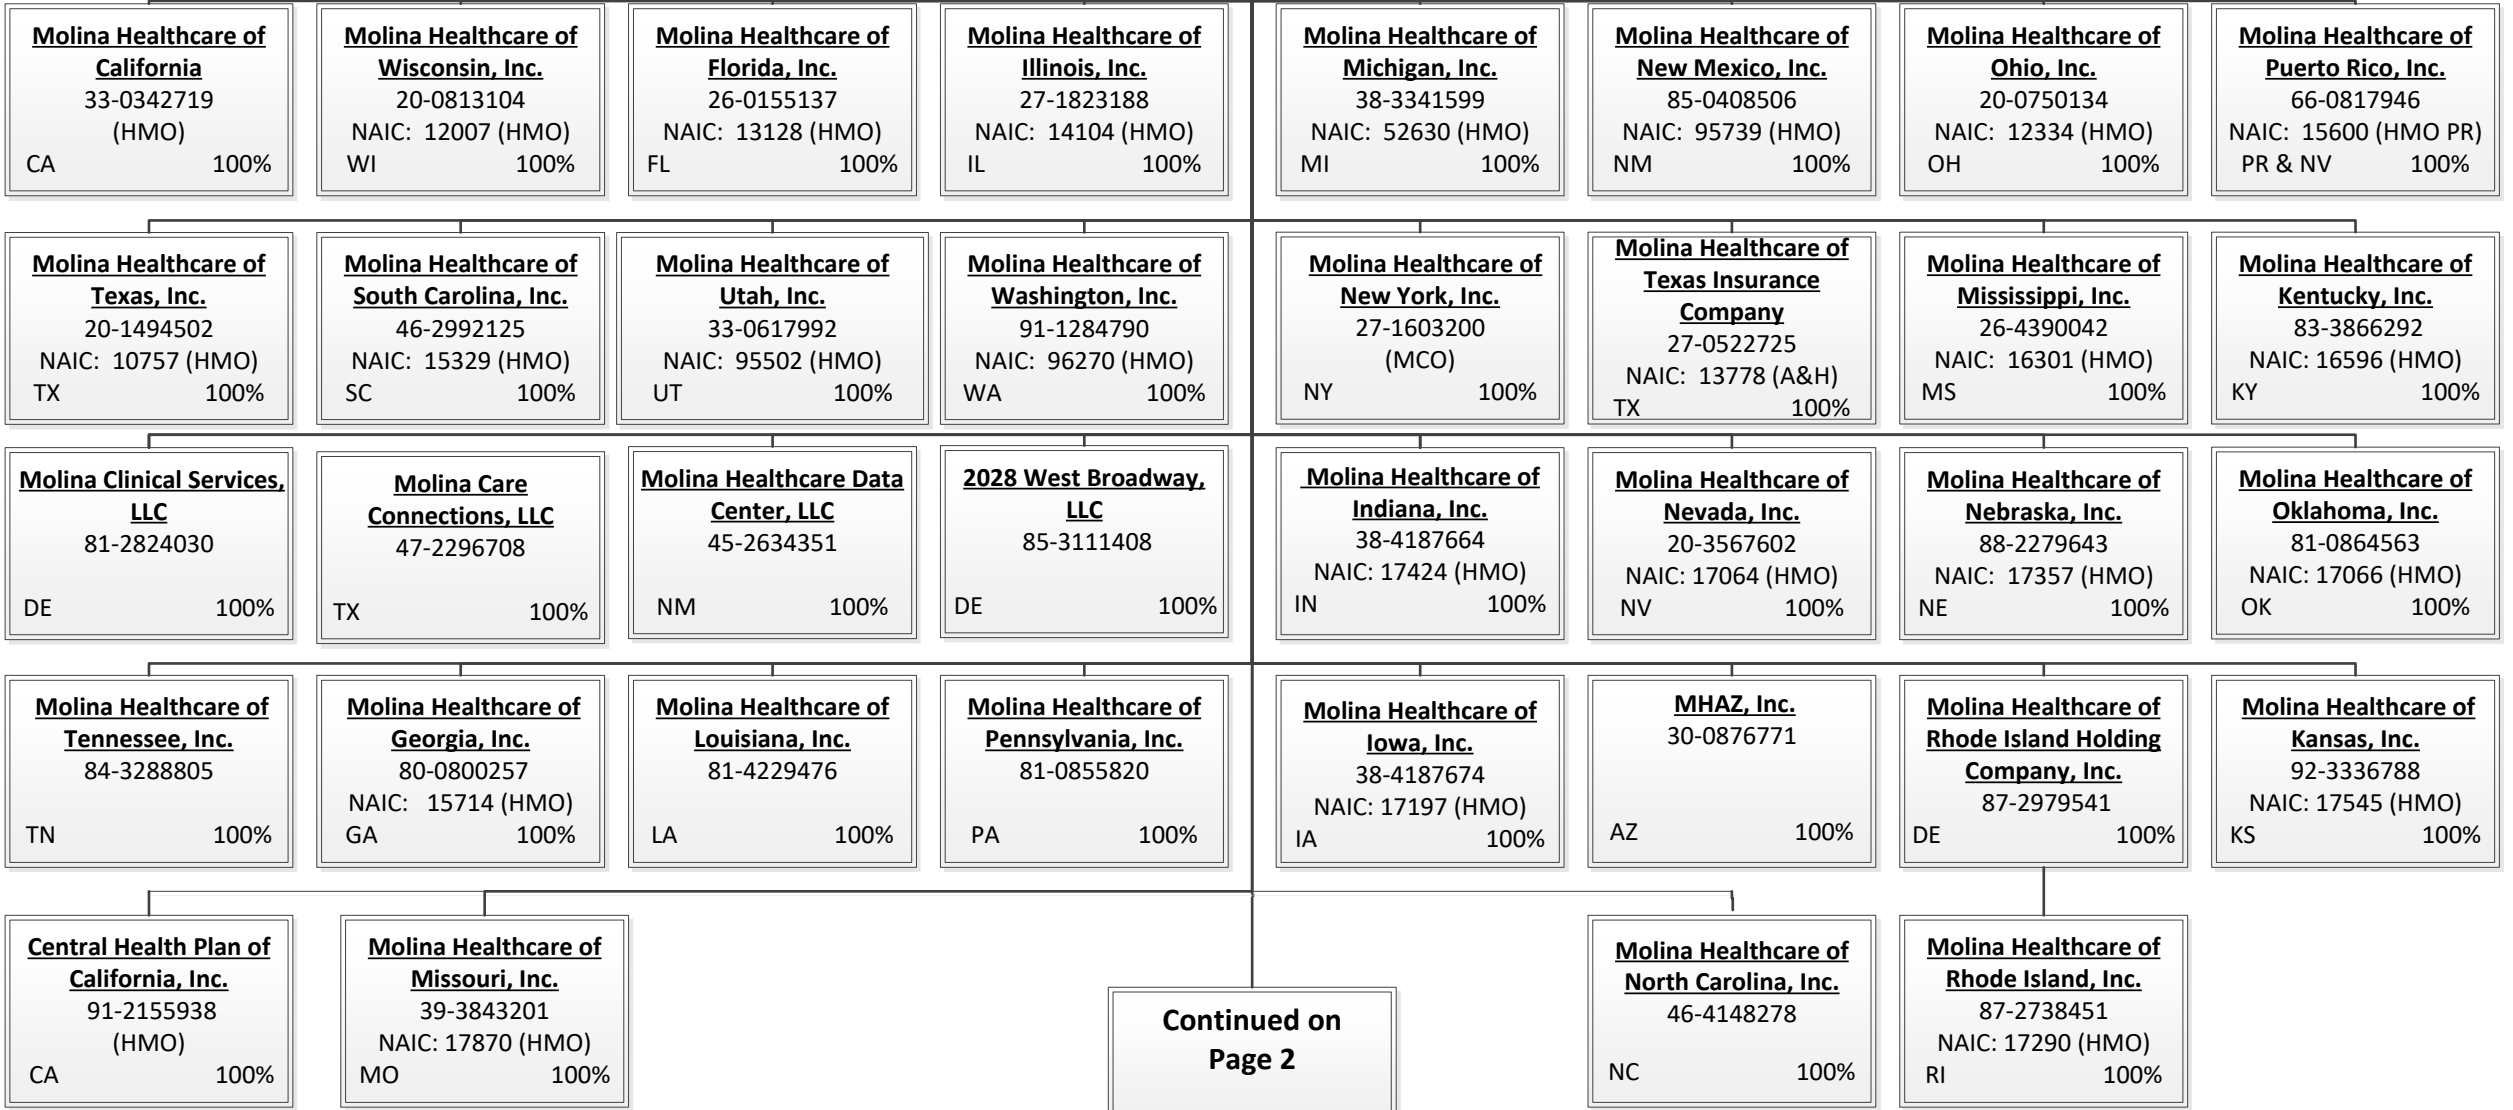 Molina Healthcare of
California
33-0342719
(HMO)
CA 100%
Molina Healthcare of
Wisconsin, Inc.
20-0813104
NAIC: 12007 (HMO)
WI 100%
Molina Healthcare of
Florida, Inc.
26-0155137
NAIC: 13128 (HMO)
FL 100%
Molina Healthcare of
Illinois, Inc.
27-1823188
NAIC: 14104 (HMO)
IL 100%
Molina Healthcare of
Michigan, Inc.
38-3341599
NAIC: 52630 (HMO)
MI 100%
Molina Healthcare of
New Mexico, Inc.
85-0408506
NAIC: 95739 (HMO)
NM 100%
Molina Healthcare of
Ohio, Inc.
20-0750134
NAIC: 12334 (HMO)
OH 100%
Molina Healthcare of
Puerto Rico, Inc.
66-0817946
NAIC: 15600 (HMO PR)
PR & NV 100%
Molina Healthcare of
Texas, Inc.
20-1494502
NAIC: 10757 (HMO)
TX 100%
Molina Healthcare of
South Carolina, Inc.
46-2992125
NAIC: 15329 (HMO)
SC 100%
Molina Healthcare of
Utah, Inc.
33-0617992
NAIC: 95502 (HMO)
UT 100%
Molina Healthcare of
Washington, Inc.
91-1284790
NAIC: 96270 (HMO)
WA 100%
Molina Healthcare of
New York, Inc.
27-1603200
(MCO)
NY 100%
Molina Healthcare of
Texas Insurance
Company
27-0522725
NAIC: 13778 (A&H)
TX 100%
Molina Healthcare of
Mississippi, Inc.
26-4390042
NAIC: 16301 (HMO)
MS 100%
Molina Healthcare of
Kentucky, Inc.
83-3866292
NAIC: 16596 (HMO)
KY 100%
Molina Clinical Services,
LLC
81-2824030
DE 100%
Molina Care
Connections, LLC
47-2296708
TX 100%
Molina Healthcare Data
Center, LLC
45-2634351
NM 100%
2028 West Broadway,
LLC
85-3111408
DE 100%
Molina Healthcare of
Indiana, Inc.
38-4187664
NAIC: 17424 (HMO)
IN 100%
Molina Healthcare of
Nevada, Inc.
20-3567602
NAIC: 17064 (HMO)
NV 100%
Molina Healthcare of
Nebraska, Inc.
88-2279643
NAIC: 17357 (HMO)
NE 100%
Molina Healthcare of
Oklahoma, Inc.
81-0864563
NAIC: 17066 (HMO)
OK 100%
Molina Healthcare of
Tennessee, Inc.
84-3288805
TN 100%
Molina Healthcare of
Georgia, Inc.
80-0800257
NAIC: 15714 (HMO)
GA 100%
Molina Healthcare of
Louisiana, Inc.
81-4229476
LA 100%
Molina Healthcare of
Pennsylvania, Inc.
81-0855820
PA 100%
Molina Healthcare of
Iowa, Inc.
38-4187674
NAIC: 17197 (HMO)
IA 100%
MHAZ, Inc.
30-0876771
AZ 100%
Molina Healthcare of
Rhode Island Holding
Company, Inc.
87-2979541
DE 100%
Molina Healthcare of
Kansas, Inc.
92-3336788
NAIC: 17545 (HMO)
KS 100%
Central Health Plan of
California, Inc.
91-2155938
(HMO)
CA 100%
Molina Healthcare of
Missouri, Inc.
39-3843201
NAIC: 17870 (HMO)
MO 100%
Continued on
Page 2
Molina Healthcare of
North Carolina, Inc.
46-4148278
NC 100%
Molina Healthcare of
Rhode Island, Inc.
87-2738451
NAIC: 17290 (HMO)
RI 100%